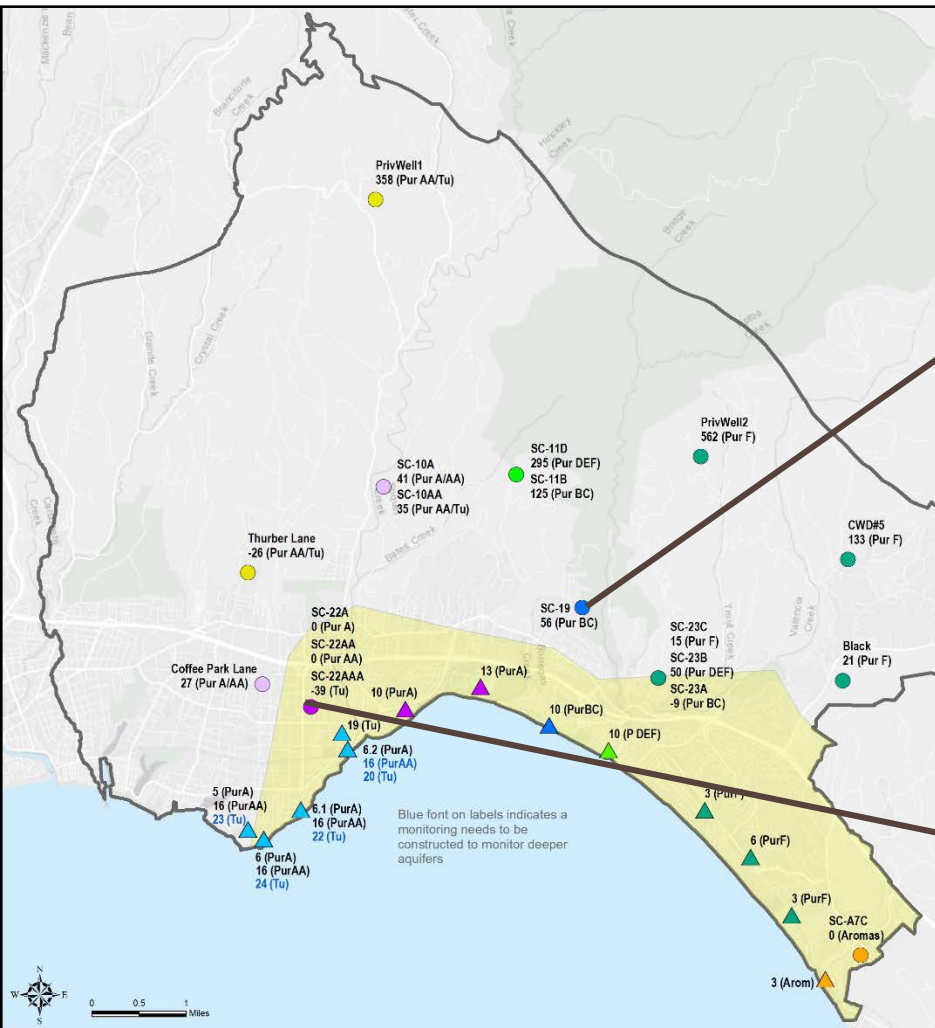 PrivWell1
358 (Pur AA/Tu)
Hinckley
Creek
Bridge
Creek
Granite Creek
Crystal Creek
PrivWell2
562 (Pur F)
SC-11D
295 (Pur DEF)
SC-11B
125 (Pur BC)
SC-10A
41 (Pur A/AA)
SC-10AA
35 (Pur AA/Tu)
Bates Creek
CWD#5
133 (Pur F)
Thurber Lane
-26 (Pur AA/Tu)
Trout Creek
Valencia
Creek
SC-19
56 (Pur BC)
SC-22A
0 (Pur A)
SC-22AA
0 (Pur AA)
SC-22AAA
-39 (Tu)
SC-23C
15 (Pur F)
SC-23B
50 (Pur DEF)
SC-23A
-9 (Pur BC)
Black
21 (Pur F)
Coffee Park Lane
27 (Pur A/AA)
13 (PurA)
10 (PurA)
10 (PurBC)
10 (P DEF)
19 (Tu)
6.2 (PurA)
16 (PurAA)
20 (Tu)
5 (PurA)
16 (PurAA)
23 (Tu)
6.1 (PurA)
16 (PurAA)
22 (Tu)
6 (PurA)
16 (PurAA)
24 (Tu)
Blue font on labels indicates a
monitoring needs to be
constructed to monitor deeper
aquifers
3 (PurF)
6 (PurF)
3 (PurF)
SC-A7C
0 (Aromas)
3 (Arom)
N
W E
S
0 0.5 1
Miles